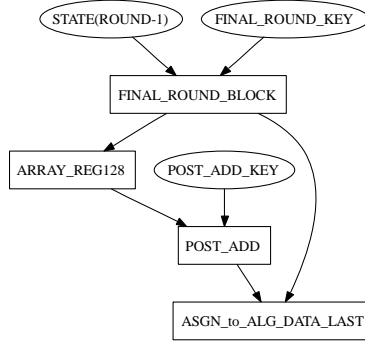 STATE(ROUND-1)
FINAL_ROUND_KEY
FINAL_ROUND_BLOCK
ARRAY_REG128
POST_ADD_KEY
POST_ADD
ASGN_to_ALG_DATA_LAST